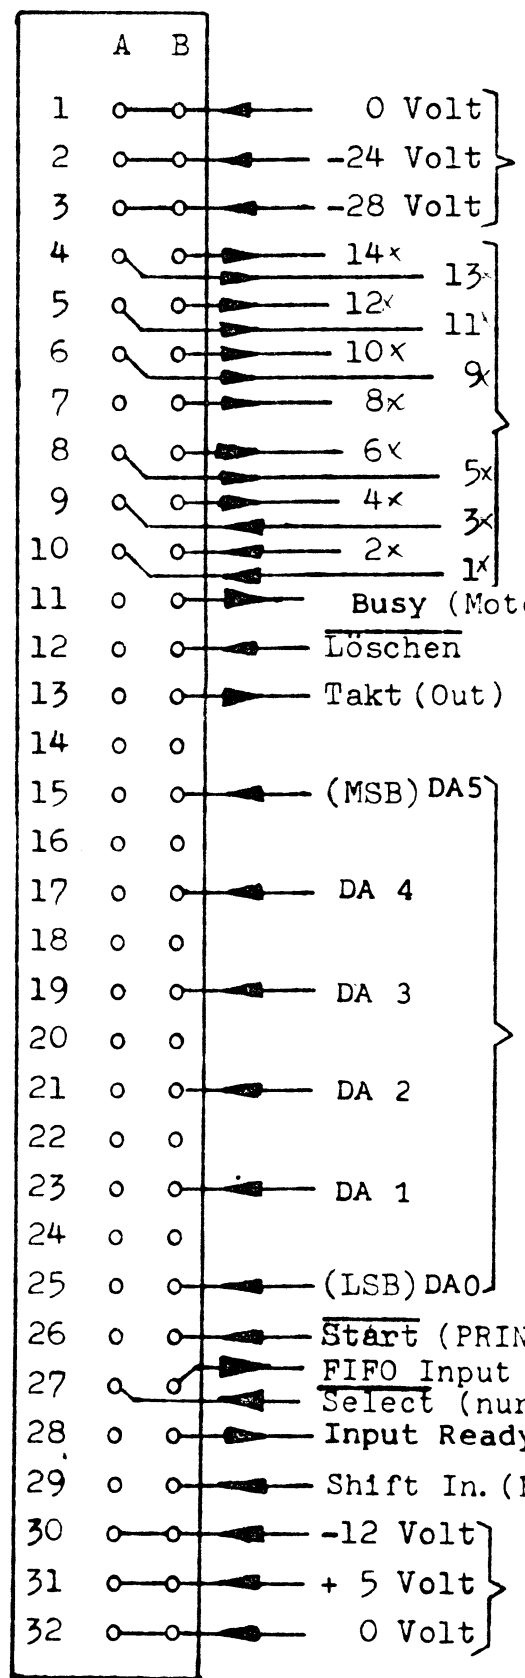 A B
1 0 Volt
2 -24 Volt
3 -28 Volt
4 14x
13x
5 12x
11x
6 10x
9x
7 8x
8 6x
5x
9 4x
3x
10 2x
1x
11 Busy (Moto
12 Löschen
13 Takt (Out)
14
15 (MSB) DA5
16
17 DA 4
18
19 DA 3
20
21 DA 2
22
23 DA 1
24
25 (LSB) DA0
26 Start (PRIN
FIFO Input
27
Select (nur
28 Input Ready
29 Shift In. (
30 -12 Volt
31 + 5 Volt
32 0 Volt